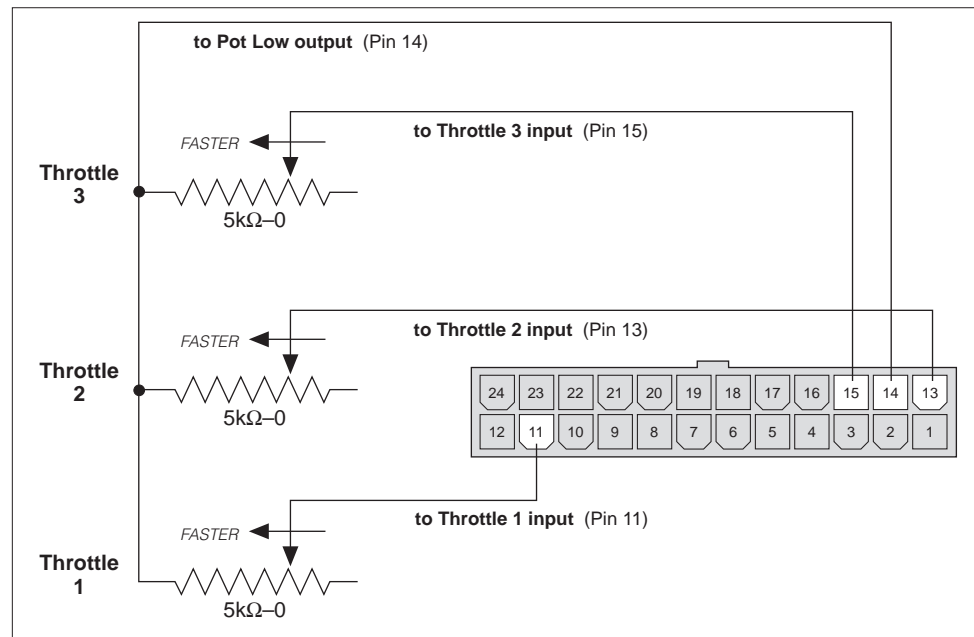 to Pot Low output (Pin 14)
to Throttle 3 input (Pin 15)
FASTER
Throttle
3
5kΩ–0
to Throttle 2 input (Pin 13)
FASTER
Throttle
2
5kΩ–0
24 23 22 21 20 19 18 17 16 15 14 13
12 11 10 9 8 7 6 5 4 3 2 1
to Throttle 1 input (Pin 11)
FASTER
Throttle
1
5kΩ–0